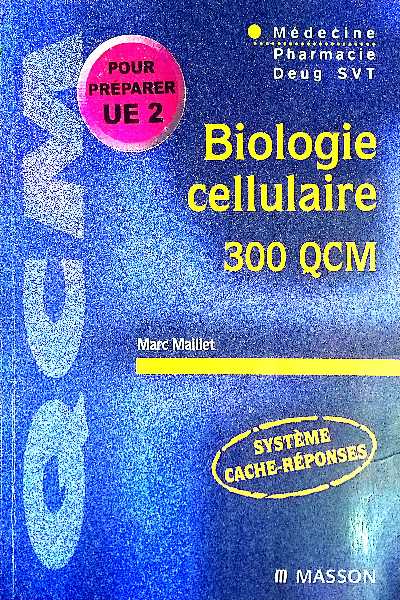 Médecine
Pharmacie
Deug SVT
POUR
PRÉPARER
UE 2
QCM
Biologie
cellulaire
300 QCM
Marc Maillet
SYSTÈME
CACHE-RÉPONSES
m MASSON